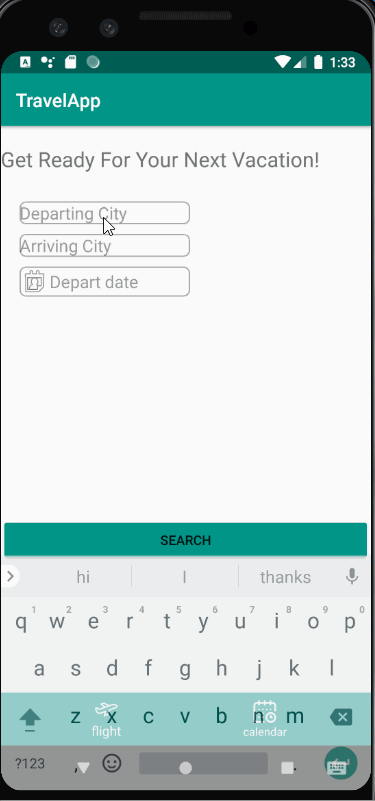 1:33
TravelApp
Get Ready For Your Next Vacation!
Departing City
Arriving City
Depart date
SEARCH
hi I thanks
1 2 3 4 5 6 7 8 9 0
q w e r t y u i o p
a s d f g h j k l
z x c v b n m
flight calendar
?123 , .